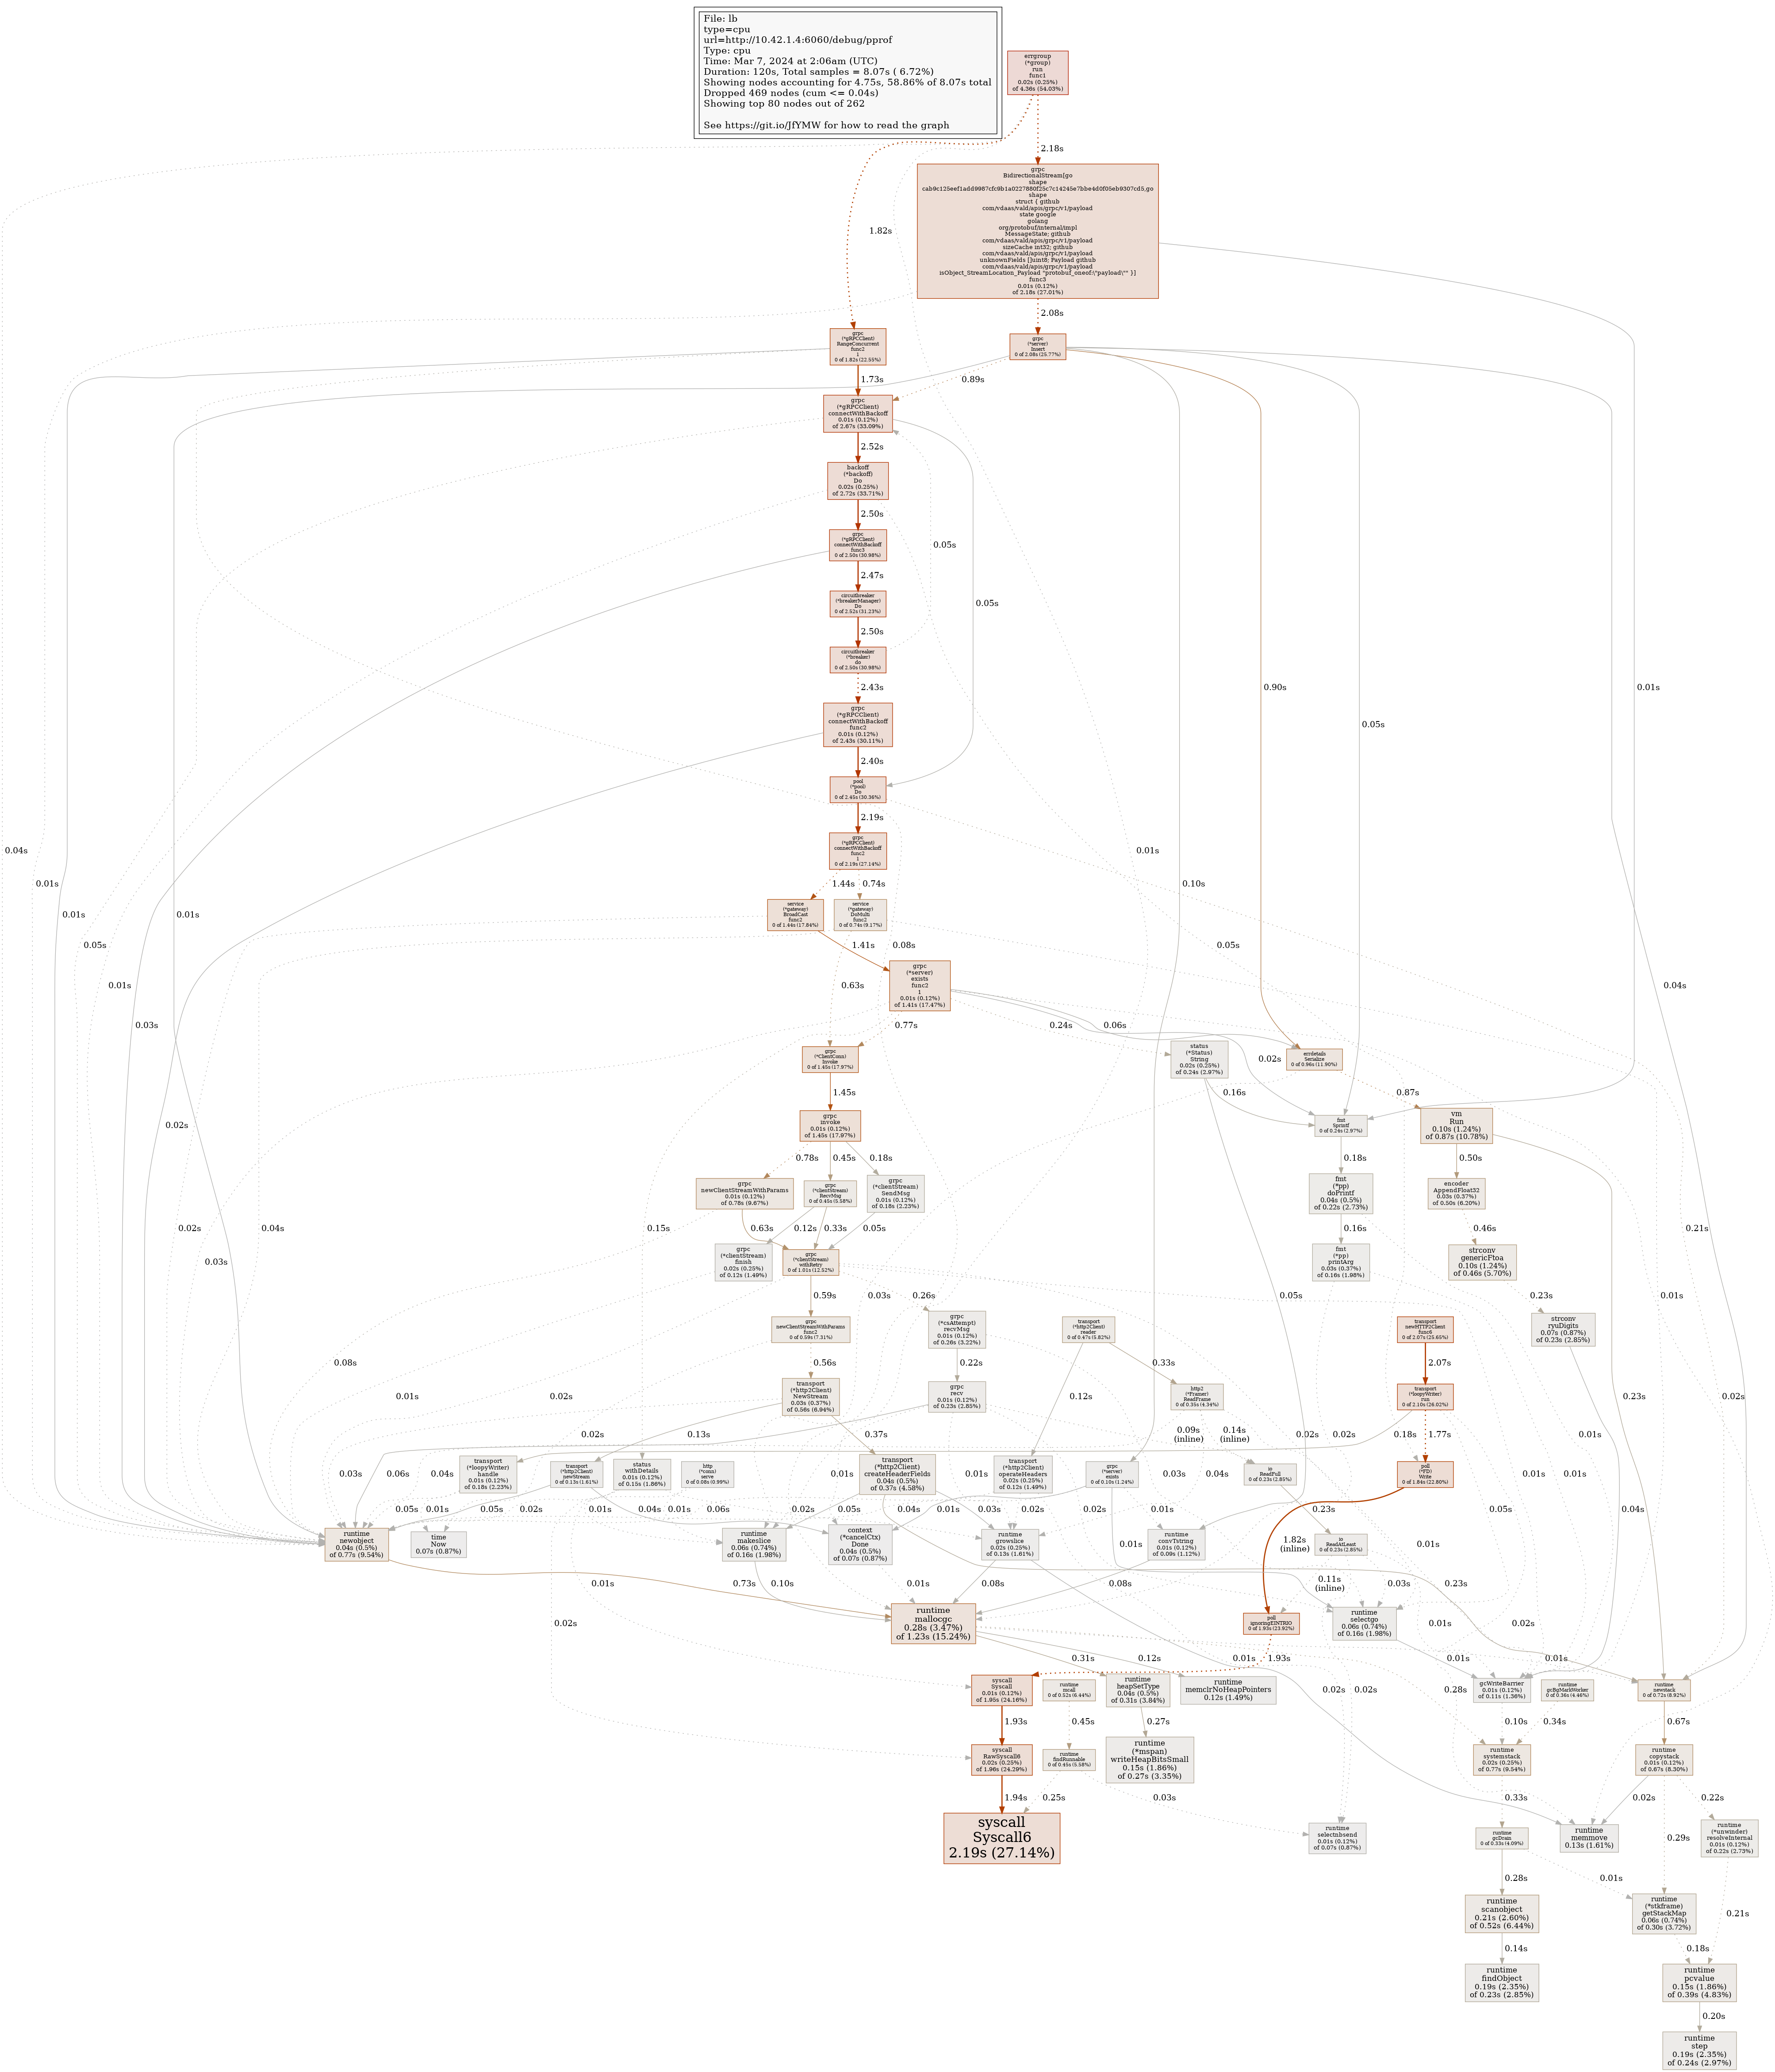 File: lb
type=cpu
url=http://10.42.1.4:6060/debug/pprof
Type: cpu
Time: Mar 7, 2024 at 2:06am (UTC)
Duration: 120s, Total samples = 8.07s ( 6.72%)
Showing nodes accounting for 4.75s, 58.86% of 8.07s total
Dropped 469 nodes (cum <= 0.04s)
Showing top 80 nodes out of 262
See https://git.io/JfYMW for how to read the graph
errgroup
(*group)
run
func1
0.02s (0.25%)
of 4.36s (54.03%)
2.18s
1.82s
grpc
BidirectionalStream[go
shape
cab9c125eef1add9987cfc9b1a0227880f25c7c14245e7bbe4d0f05eb9307cd5,go
shape
struct { github
com/vdaas/vald/apis/grpc/v1/payload
state google
golang
org/protobuf/internal/impl
MessageState; github
com/vdaas/vald/apis/grpc/v1/payload
sizeCache int32; github
com/vdaas/vald/apis/grpc/v1/payload
unknownFields []uint8; Payload github
com/vdaas/vald/apis/grpc/v1/payload
isObject_StreamLocation_Payload "protobuf_oneof:\"payload\"" }]
func3
0.01s (0.12%)
of 2.18s (27.01%)
2.08s
grpc
(*gRPCClient)
RangeConcurrent
func2
1
0 of 1.82s (22.55%)
grpc
(*server)
Insert
0 of 2.08s (25.77%)
1.73s
0.89s
grpc
(*gRPCClient)
connectWithBackoff
0.01s (0.12%)
of 2.67s (33.09%)
2.52s
backoff
(*backoff)
Do
0.02s (0.25%)
of 2.72s (33.71%)
2.50s
grpc
(*gRPCClient)
connectWithBackoff
func3
0 of 2.50s (30.98%)
0.05s
2.47s
circuitbreaker
(*breakerManager)
Do
0 of 2.52s (31.23%)
0.05s
2.50s
circuitbreaker
(*breaker)
do
0 of 2.50s (30.98%)
2.43s
0.90s
0.01s
0.05s
grpc
(*gRPCClient)
connectWithBackoff
func2
0.01s (0.12%)
of 2.43s (30.11%)
2.40s
pool
(*pool)
Do
0 of 2.45s (30.36%)
2.19s
grpc
(*gRPCClient)
connectWithBackoff
func2
1
0 of 2.19s (27.14%)
0.04s
0.01s
0.01s
0.01s
1.44s
0.74s
0.10s
service
(*gateway)
BroadCast
func2
0 of 1.44s (17.84%)
service
(*gateway)
DoMulti
func2
0 of 0.74s (9.17%)
0.05s
1.41s
0.08s
0.05s
0.01s
0.63s
0.04s
grpc
(*server)
exists
func2
1
0.01s (0.12%)
of 1.41s (17.47%)
0.03s
0.77s
0.24s
0.06s
0.02s
grpc
(*ClientConn)
Invoke
0 of 1.45s (17.97%)
status
(*Status)
String
0.02s (0.25%)
of 0.24s (2.97%)
errdetails
Serialize
0 of 0.96s (11.90%)
1.45s
0.16s
0.87s
grpc
invoke
0.01s (0.12%)
of 1.45s (17.97%)
fmt
Sprintf
0 of 0.24s (2.97%)
vm
Run
0.10s (1.24%)
of 0.87s (10.78%)
0.02s
0.78s
0.45s
0.18s
0.18s
0.50s
grpc
newClientStreamWithParams
0.01s (0.12%)
of 0.78s (9.67%)
grpc
(*clientStream)
RecvMsg
0 of 0.45s (5.58%)
grpc
(*clientStream)
SendMsg
0.01s (0.12%)
of 0.18s (2.23%)
fmt
(*pp)
doPrintf
0.04s (0.5%)
of 0.22s (2.73%)
encoder
AppendFloat32
0.03s (0.37%)
of 0.50s (6.20%)
0.02s
0.04s
0.15s
0.63s
0.12s
0.33s
0.05s
0.16s
0.46s
0.21s
0.03s
grpc
(*clientStream)
finish
0.02s (0.25%)
of 0.12s (1.49%)
grpc
(*clientStream)
withRetry
0 of 1.01s (12.52%)
fmt
(*pp)
printArg
0.03s (0.37%)
of 0.16s (1.98%)
strconv
genericFtoa
0.10s (1.24%)
of 0.46s (5.70%)
0.59s
0.26s
0.03s
0.05s
0.23s
0.01s
grpc
newClientStreamWithParams
func2
0 of 0.59s (7.31%)
grpc
(*csAttempt)
recvMsg
0.01s (0.12%)
of 0.26s (3.22%)
transport
(*http2Client)
reader
0 of 0.47s (5.82%)
transport
newHTTP2Client
func6
0 of 2.07s (25.65%)
strconv
ryuDigits
0.07s (0.87%)
of 0.23s (2.85%)
0.08s
0.56s
0.22s
0.33s
2.07s
0.01s
0.02s
transport
(*http2Client)
NewStream
0.03s (0.37%)
of 0.56s (6.94%)
grpc
recv
0.01s (0.12%)
of 0.23s (2.85%)
http2
(*Framer)
ReadFrame
0 of 0.35s (4.34%)
transport
(*loopyWriter)
run
0 of 2.10s (26.02%)
0.12s
0.23s
0.02s
0.02s
0.13s
0.37s
0.09s
(inline)
0.14s
(inline)
0.02s
0.02s
0.18s
1.77s
0.01s
transport
(*loopyWriter)
handle
0.01s (0.12%)
of 0.18s (2.23%)
transport
(*http2Client)
newStream
0 of 0.13s (1.61%)
status
withDetails
0.01s (0.12%)
of 0.15s (1.86%)
http
(*conn)
serve
0 of 0.08s (0.99%)
transport
(*http2Client)
createHeaderFields
0.04s (0.5%)
of 0.37s (4.58%)
transport
(*http2Client)
operateHeaders
0.02s (0.25%)
of 0.12s (1.49%)
grpc
(*server)
exists
0 of 0.10s (1.24%)
io
ReadFull
0 of 0.23s (2.85%)
poll
(*FD)
Write
0 of 1.84s (22.80%)
0.03s
0.06s
0.04s
0.01s
0.01s
0.03s
0.04s
0.01s
0.01s
0.05s
0.01s
0.05s
0.02s
0.01s
0.04s
0.01s
0.06s
0.02s
0.05s
0.04s
0.01s
0.03s
0.02s
0.02s
0.01s
0.23s
0.05s
0.04s
runtime
newobject
0.04s (0.5%)
of 0.77s (9.54%)
time
Now
0.07s (0.87%)
runtime
makeslice
0.06s (0.74%)
of 0.16s (1.98%)
context
(*cancelCtx)
Done
0.04s (0.5%)
of 0.07s (0.87%)
runtime
growslice
0.02s (0.25%)
of 0.13s (1.61%)
runtime
convTstring
0.01s (0.12%)
of 0.09s (1.12%)
io
ReadAtLeast
0 of 0.23s (2.85%)
1.82s
(inline)
0.01s
0.01s
0.73s
0.10s
0.01s
0.08s
0.08s
0.11s
(inline)
0.03s
0.23s
runtime
mallocgc
0.28s (3.47%)
of 1.23s (15.24%)
poll
ignoringEINTRIO
0 of 1.93s (23.92%)
runtime
selectgo
0.06s (0.74%)
of 0.16s (1.98%)
0.02s
0.01s
0.02s
0.31s
0.12s
1.93s
0.01s
0.02s
0.02s
0.28s
0.01s
0.01s
syscall
Syscall
0.01s (0.12%)
of 1.95s (24.16%)
runtime
mcall
0 of 0.52s (6.44%)
runtime
heapSetType
0.04s (0.5%)
of 0.31s (3.84%)
runtime
memclrNoHeapPointers
0.12s (1.49%)
gcWriteBarrier
0.01s (0.12%)
of 0.11s (1.36%)
runtime
gcBgMarkWorker
0 of 0.36s (4.46%)
runtime
newstack
0 of 0.72s (8.92%)
1.93s
0.45s
0.27s
0.10s
0.34s
0.67s
syscall
RawSyscall6
0.02s (0.25%)
of 1.96s (24.29%)
runtime
findRunnable
0 of 0.45s (5.58%)
runtime
(*mspan)
writeHeapBitsSmall
0.15s (1.86%)
of 0.27s (3.35%)
runtime
systemstack
0.02s (0.25%)
of 0.77s (9.54%)
runtime
copystack
0.01s (0.12%)
of 0.67s (8.30%)
1.94s
0.25s
0.03s
0.33s
0.02s
0.29s
0.22s
syscall
Syscall6
2.19s (27.14%)
runtime
selectnbsend
0.01s (0.12%)
of 0.07s (0.87%)
runtime
gcDrain
0 of 0.33s (4.09%)
runtime
memmove
0.13s (1.61%)
runtime
(*unwinder)
resolveInternal
0.01s (0.12%)
of 0.22s (2.73%)
0.28s
0.01s
0.21s
runtime
scanobject
0.21s (2.60%)
of 0.52s (6.44%)
runtime
(*stkframe)
getStackMap
0.06s (0.74%)
of 0.30s (3.72%)
0.14s
0.18s
runtime
findObject
0.19s (2.35%)
of 0.23s (2.85%)
runtime
pcvalue
0.15s (1.86%)
of 0.39s (4.83%)
0.20s
runtime
step
0.19s (2.35%)
of 0.24s (2.97%)